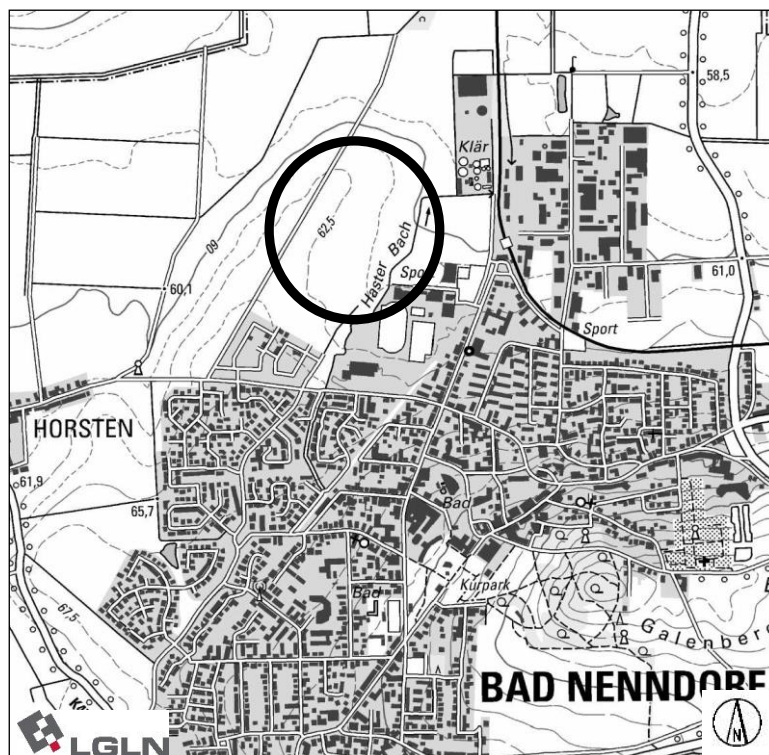 58,5
Klär
62,5
60
Haster Bach
Spo
61,0
60,1
Sport
HORSTEN
61,9
65,7
Bad
Kurpark
Bad
67,5
Galenberg
BAD NENNDORF
LGLN
N